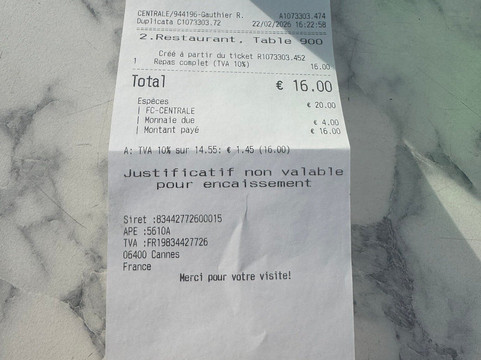 CENTRALE/944196-Gauthier R. A1073303.474
Duplicata C1073303.72 22/02/2026 16:22:58
2.Restaurant, Table 900
Créé à partir du ticket R1073303.452
1 Repas complet (TVA 10%) 16.00
Total € 16.00
Espèces € 20.00
| FC-CENTRALE
| Monnaie due € 4.00
| Montant payé € 16.00
A: TVA 10% sur 14.55: € 1.45 (16.00)
Justificatif non valable
pour encaissement
Siret :83442772600015
APE :5610A
TVA :FR19834427726
06400 Cannes
France
Merci pour votre visite!